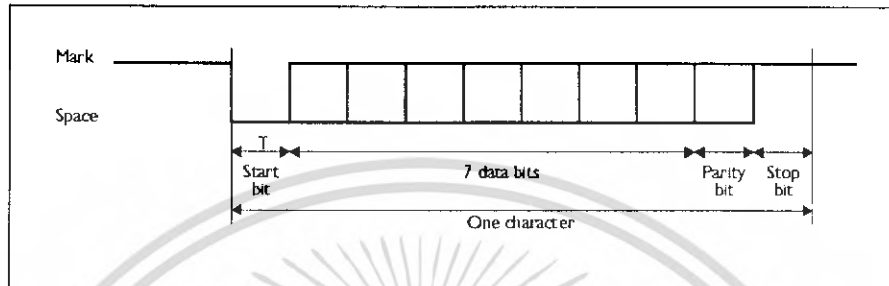 Mark
Space
T
Start bit
7 data bits
Parity bit
Stop bit
One character